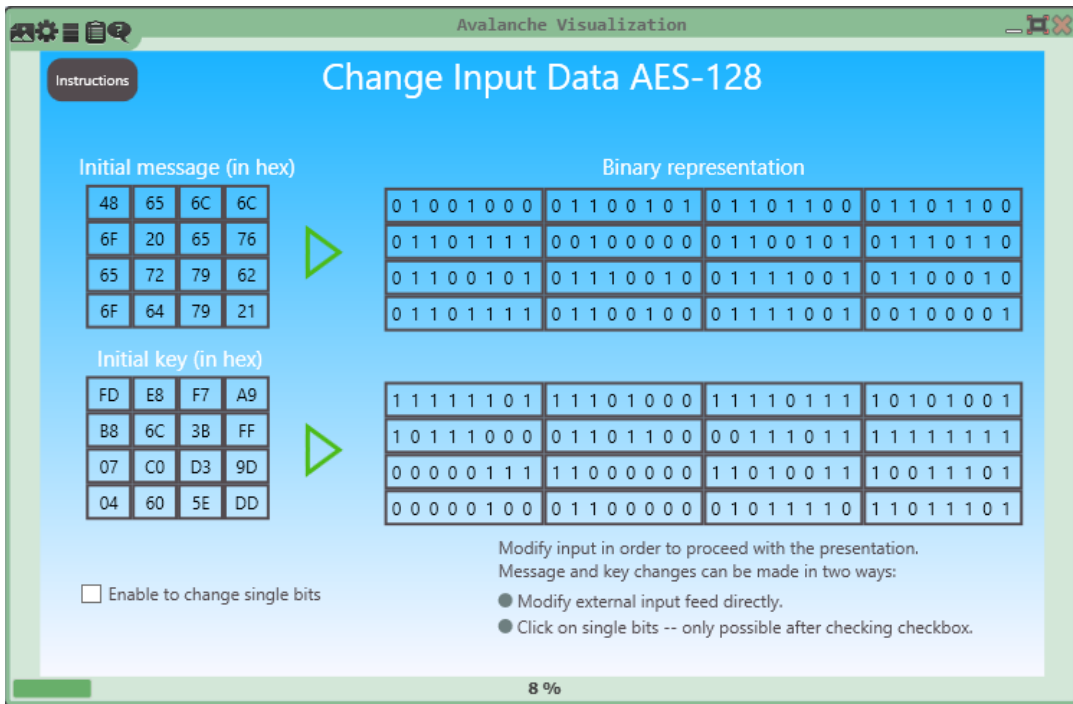 Avalanche Visualization
Instructions
Change Input Data AES-128
Initial message (in hex)
48 65 6C 6C
6F 20 65 76
65 72 79 62
6F 64 79 21
Binary representation
0 1 0 0 1 0 0 0 0 1 1 0 0 1 0 1 0 1 1 0 1 1 0 0 0 1 1 0 1 1 0 0
0 1 1 0 1 1 1 1 0 0 1 0 0 0 0 0 0 1 1 0 0 1 0 1 0 1 1 1 0 1 1 0
0 1 1 0 0 1 0 1 0 1 1 1 0 0 1 0 0 1 1 1 1 0 0 1 0 1 1 0 0 0 1 0
0 1 1 0 1 1 1 1 0 1 1 0 0 1 0 0 0 1 1 1 1 0 0 1 0 0 1 0 0 0 0 1
Initial key (in hex)
FD E8 F7 A9
B8 6C 3B FF
07 C0 D3 9D
04 60 5E DD
1 1 1 1 1 1 0 1 1 1 1 0 1 0 0 0 1 1 1 1 0 1 1 1 1 0 1 0 1 0 0 1
1 0 1 1 1 0 0 0 0 1 1 0 1 1 0 0 0 0 1 1 1 0 1 1 1 1 1 1 1 1 1 1
0 0 0 0 0 1 1 1 1 1 0 0 0 0 0 0 1 1 0 1 0 0 1 1 1 0 0 1 1 1 0 1
0 0 0 0 0 1 0 0 0 1 1 0 0 0 0 0 0 1 0 1 1 1 1 0 1 1 0 1 1 1 0 1
Enable to change single bits
Modify input in order to proceed with the presentation.
Message and key changes can be made in two ways:
Modify external input feed directly.
Click on single bits -- only possible after checking checkbox.
8 %